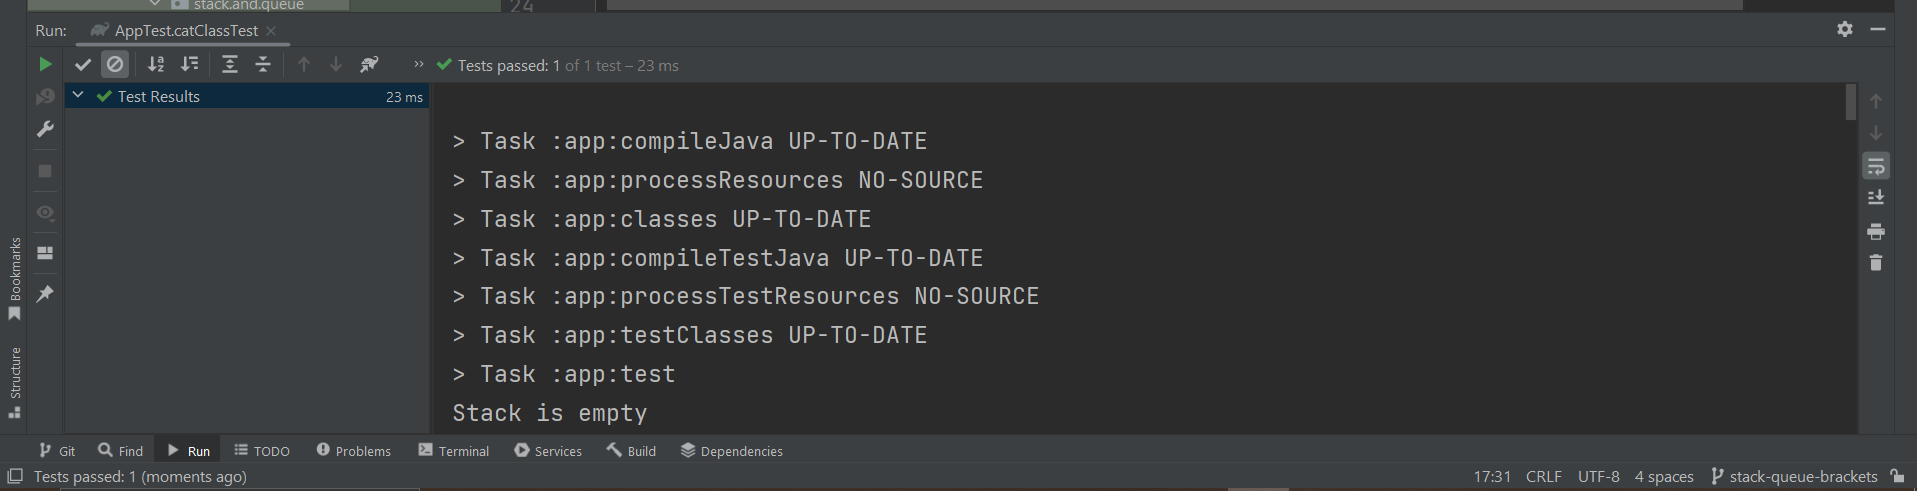 stack.and.queue
24
Run: AppTest.catClassTest
Tests passed: 1 of 1 test – 23 ms
Test Results 23 ms
> Task :app:compileJava UP-TO-DATE
> Task :app:processResources NO-SOURCE
> Task :app:classes UP-TO-DATE
> Task :app:compileTestJava UP-TO-DATE
> Task :app:processTestResources NO-SOURCE
> Task :app:testClasses UP-TO-DATE
> Task :app:test
Stack is empty
Bookmarks
Structure
Git Find Run TODO Problems Terminal Services Build Dependencies
Tests passed: 1 (moments ago) 17:31 CRLF UTF-8 4 spaces stack-queue-brackets